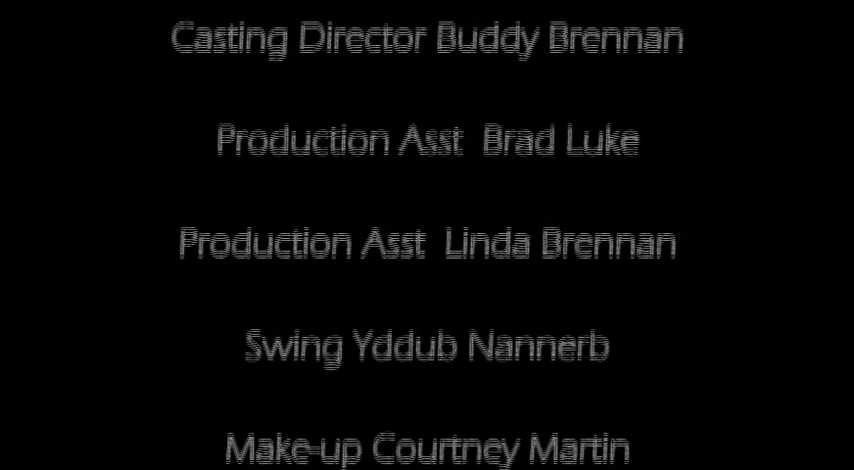 Casting Director Buddy Brennan
Production Asst  Brad Luke
Production Asst  Linda Brennan
Swing Yddub Nannerb
Make-up Courtney Martin